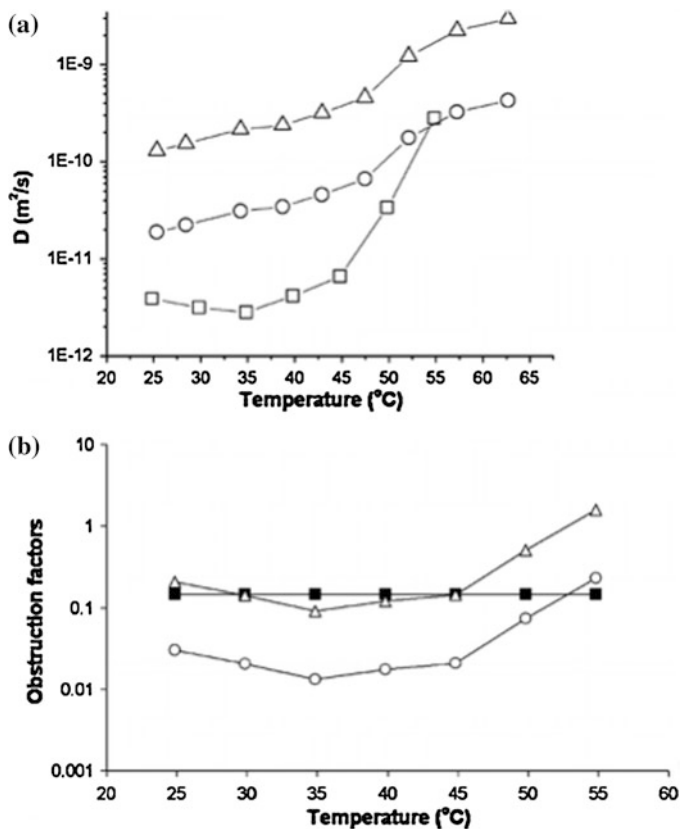 (a)
1E-9
1E-10
1E-11
1E-12
D (m²/s)
20 25 30 35 40 45 50 55 60 65
Temperature (°C)
(b)
10
1
0.1
0.01
0.001
Obstruction factors
20 25 30 35 40 45 50 55 60
Temperature (°C)